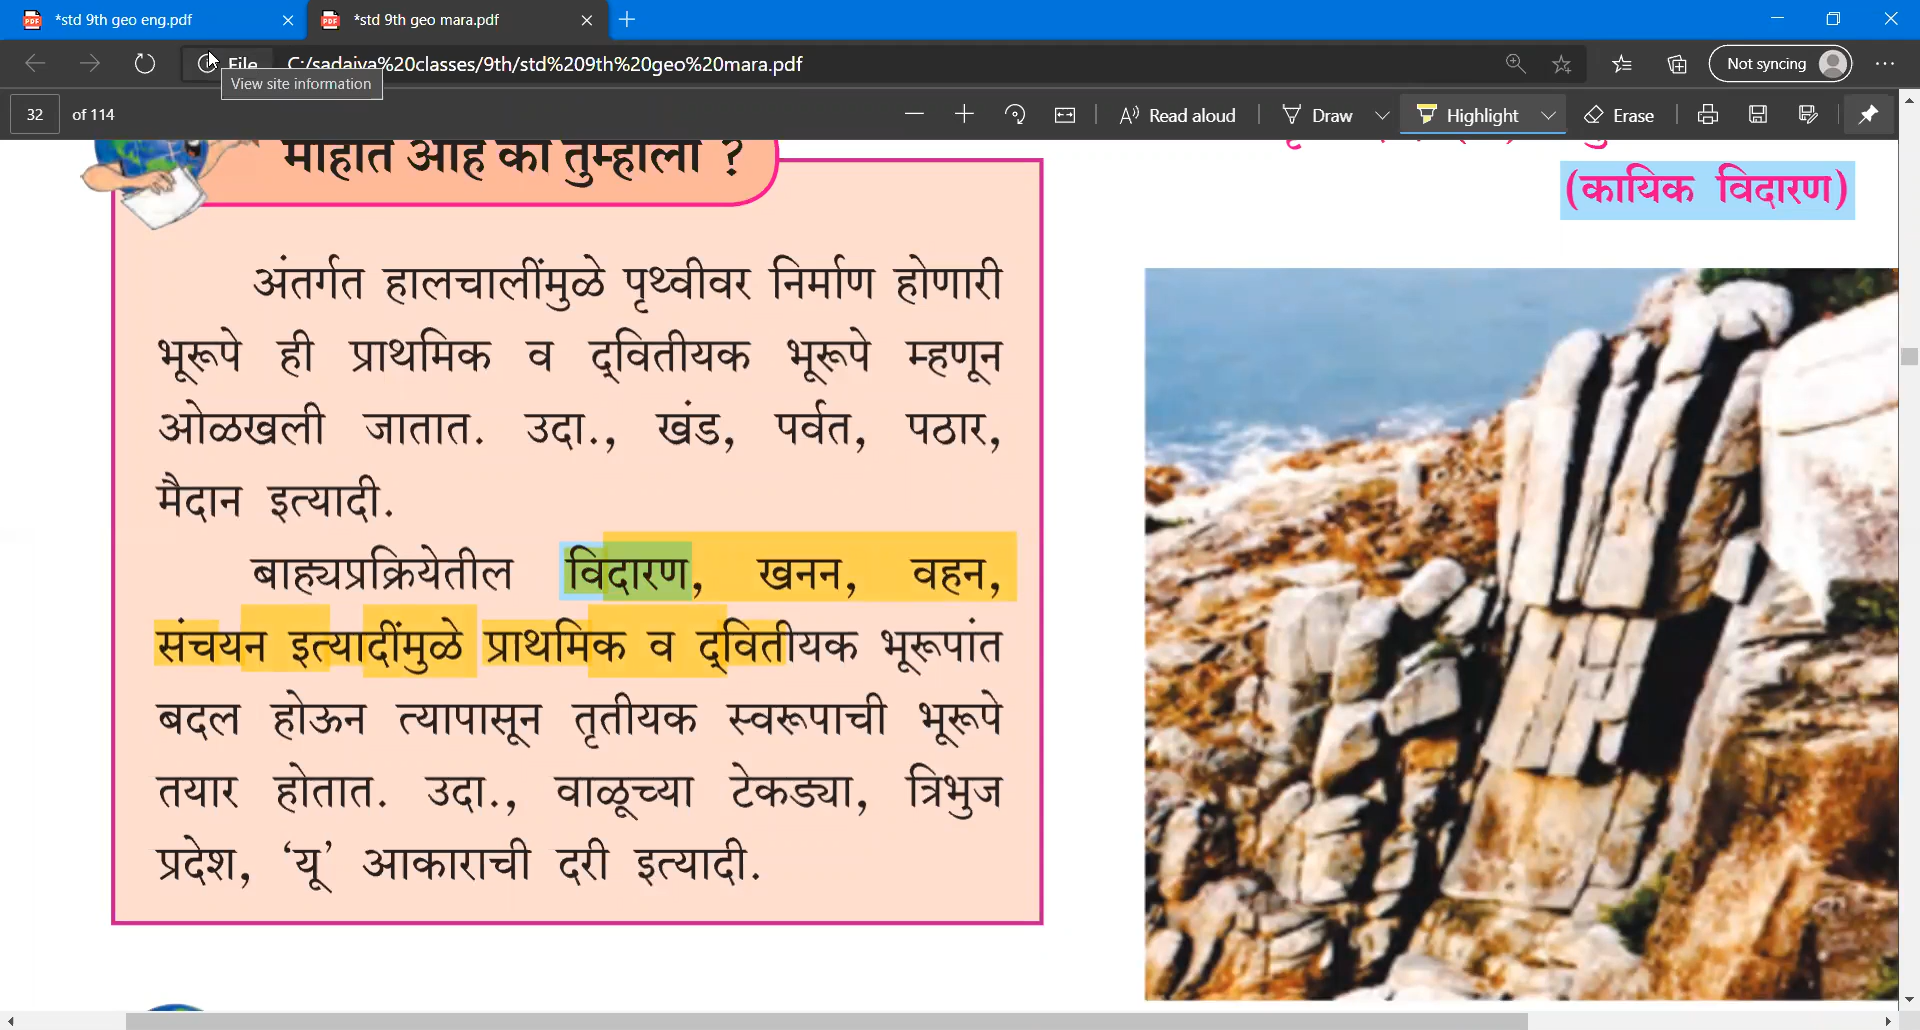 *std 9th geo eng.pdf
*std 9th geo mara.pdf
File C:/sadaiva%20classes/9th/std%209th%20geo%20mara.pdf
Not syncing
View site information
32 of 114
Read aloud
Draw
Highlight
Erase
माहीत आहे का तुम्हांला ?
(कायिक विदारण)
अंतर्गत हालचालींमुळे पृथ्वीवर निर्माण होणारी
भूरूपे ही प्राथमिक व द्‌वितीयक भूरूपे म्हणून
ओळखली जातात. उदा., खंड, पर्वत, पठार,
मैदान इत्यादी.
बाह्यप्रक्रियेतील विदारण, खनन, वहन,
संचयन इत्यादींमुळे प्राथमिक व द्‌वितीयक भूरूपांत
बदल होऊन त्यापासून तृतीयक स्वरूपाची भूरूपे
तयार होतात. उदा., वाळूच्या टेकड्या, त्रिभुज
प्रदेश, ‘यू’ आकाराची दरी इत्यादी.